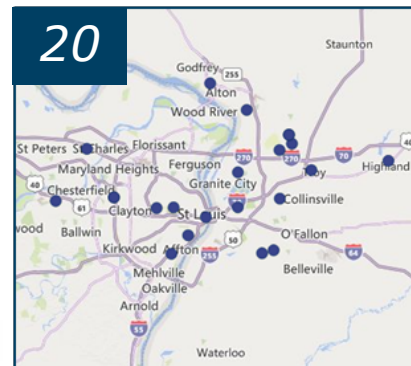 20
Staunton
Godfrey
255
Alton
Wood River
St Peters
St Charles
Florissant
270
270
70
Maryland Heights
Ferguson
40
Highland
40
Granite City
Troy
Chesterfield
61
Clayton
St Louis
Collinsville
wood
Ballwin
50
O'Fallon
Kirkwood
Affton
255
64
Mehlville
Belleville
Oakville
Arnold
55
Waterloo